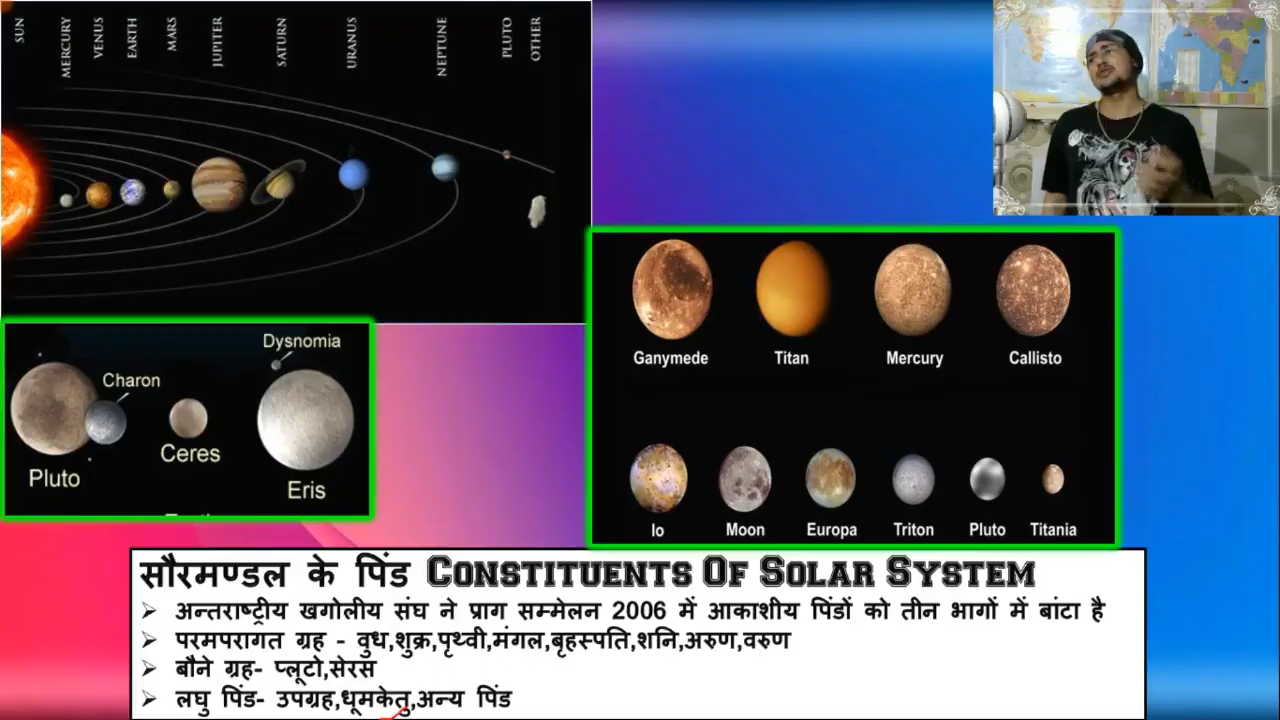 SUN
MERCURY
VENUS
EARTH
MARS
JUPITER
SATURN
URANUS
NEPTUNE
PLUTO
OTHER
Dysnomia
Charon
Ceres
Pluto
Eris
Ganymede Titan Mercury Callisto
Io Moon Europa Triton Pluto Titania
सौरमण्डल के पिंड CONSTITUENTS OF SOLAR SYSTEM
➢ अन्तराष्ट्रीय खगोलीय संघ ने प्राग सम्मेलन 2006 में आकाशीय पिंडों को तीन भागों में बांटा है
➢ परमपरागत ग्रह - वुध,शुक्र,पृथ्वी,मंगल,बृहस्पति,शनि,अरुण,वरुण
➢ बौने ग्रह- प्लूटो,सेरस
➢ लघु पिंड- उपग्रह,धूमकेतु,अन्य पिंड